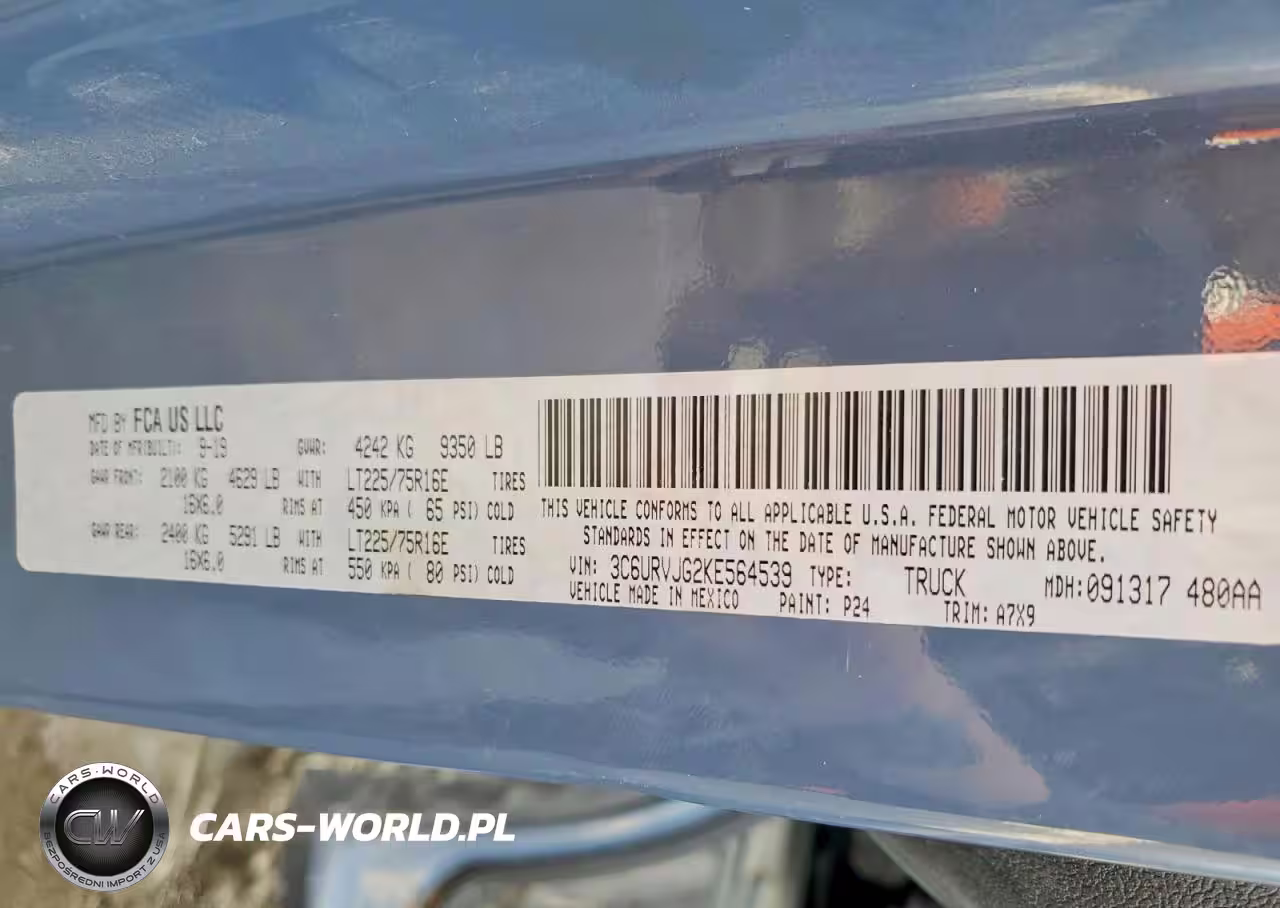 MFD BY FCA US LLC
DATE OF MFR(BUILT): 9-19 GVWR: 4242 KG 9350 LB
GAWR FRONT: 2100 KG 4629 LB WITH LT225/75R16E TIRES
16X6.0 RIMS AT 450 KPA ( 65 PSI) COLD
GAWR REAR: 2400 KG 5291 LB WITH LT225/75R16E TIRES
16X6.0 RIMS AT 550 KPA ( 80 PSI) COLD
THIS VEHICLE CONFORMS TO ALL APPLICABLE U.S.A. FEDERAL MOTOR VEHICLE SAFETY
STANDARDS IN EFFECT ON THE DATE OF MANUFACTURE SHOWN ABOVE.
VIN: 3C6URVJG2KE564539 TYPE: TRUCK MDH:091317 480AA
VEHICLE MADE IN MEXICO PAINT: P24 TRIM: A7X9
CARS-WORLD
CW
BEZPOŚREDNI IMPORT Z USA
CARS-WORLD.PL